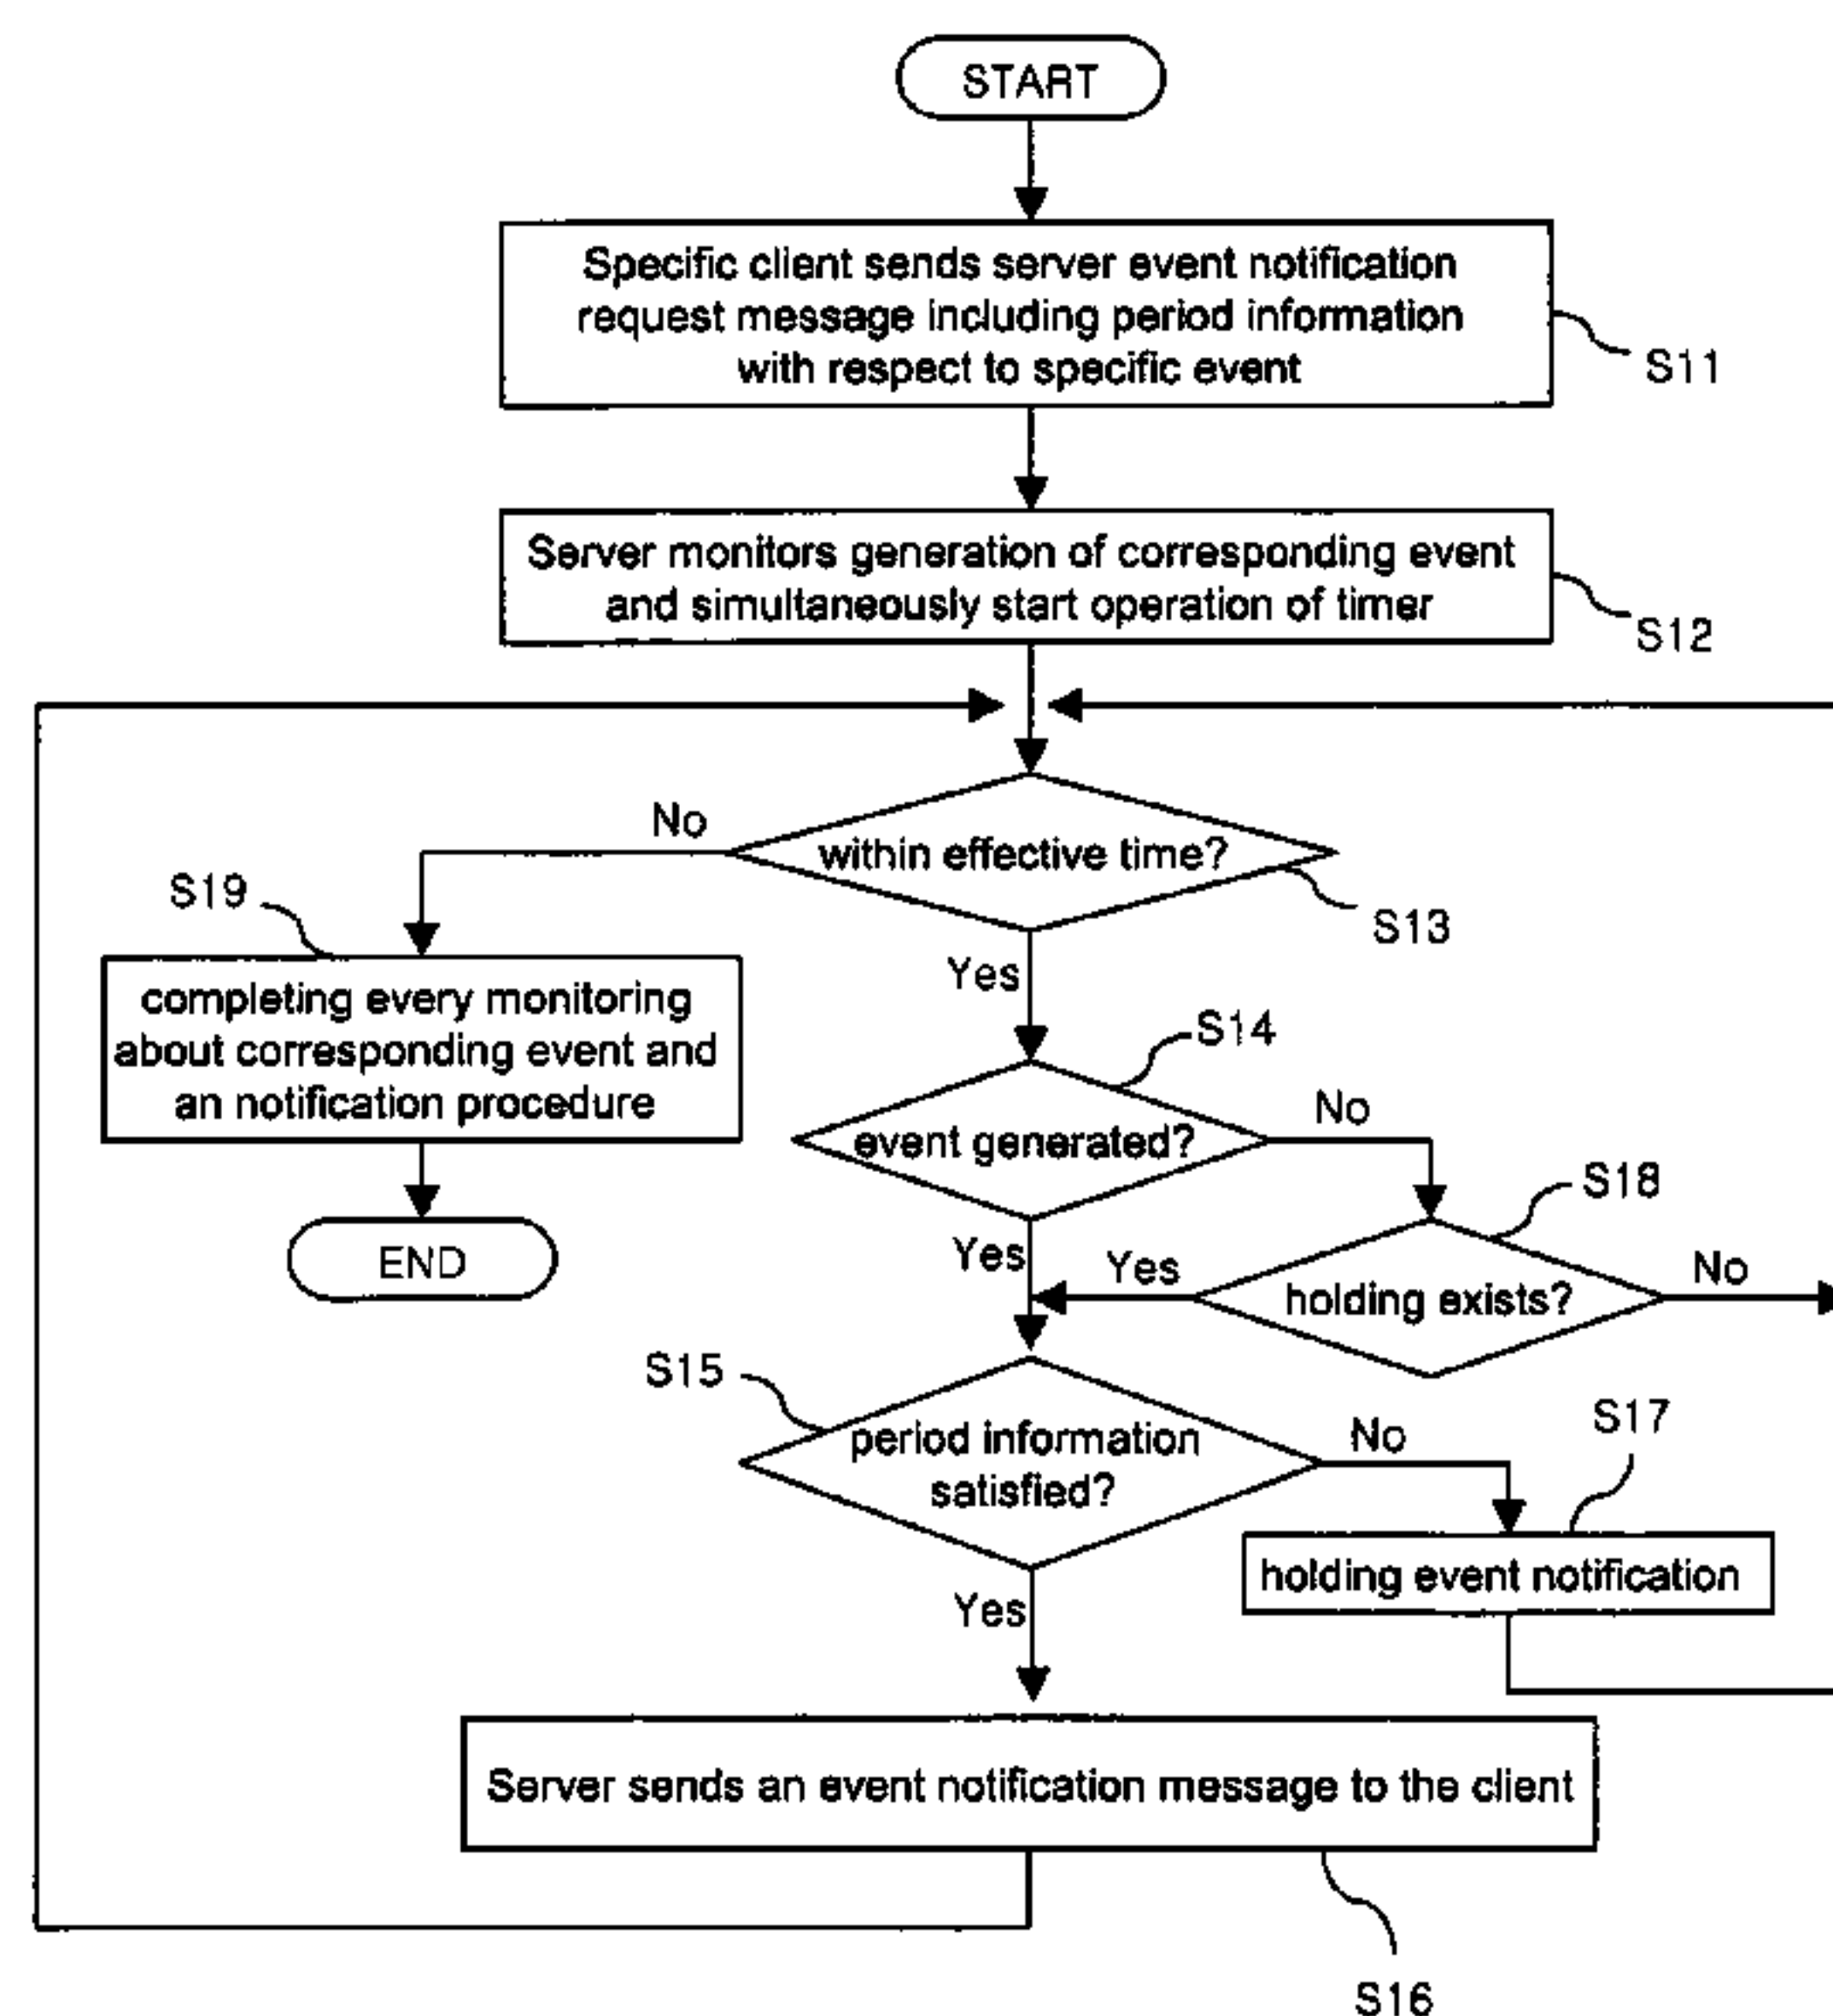 START
Specific client sends server event notification
request message including period information
with respect to specific event
S11
Server monitors generation of corresponding event
and simultaneously start operation of timer
S12
No
within effective time?
S13
S19
Yes
completing every monitoring
about corresponding event and
an notification procedure
S14
event generated?
No
S18
END
Yes
Yes
holding exists?
No
S15
period information
satisfied?
No
S17
holding event notification
Yes
Server sends an event notification message to the client
S16